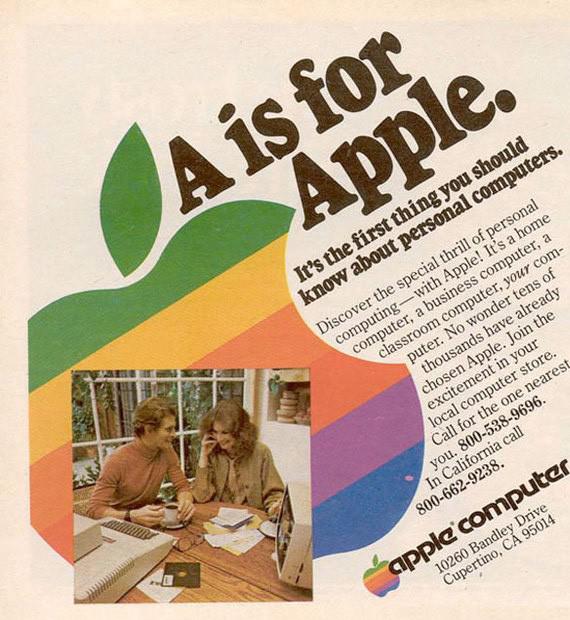 A is for
Apple.
It's the first thing you should
know about personal computers.
Discover the special thrill of personal
computing—with Apple! It's a home
computer, a business computer, a
classroom computer, your com-
puter. No wonder tens of
thousands have already
chosen Apple. Join the
excitement in your
local computer store.
Call for the one nearest
you. 800-538-9696.
In California call
800-662-9238.
apple computer
10260 Bandley Drive
Cupertino, CA 95014